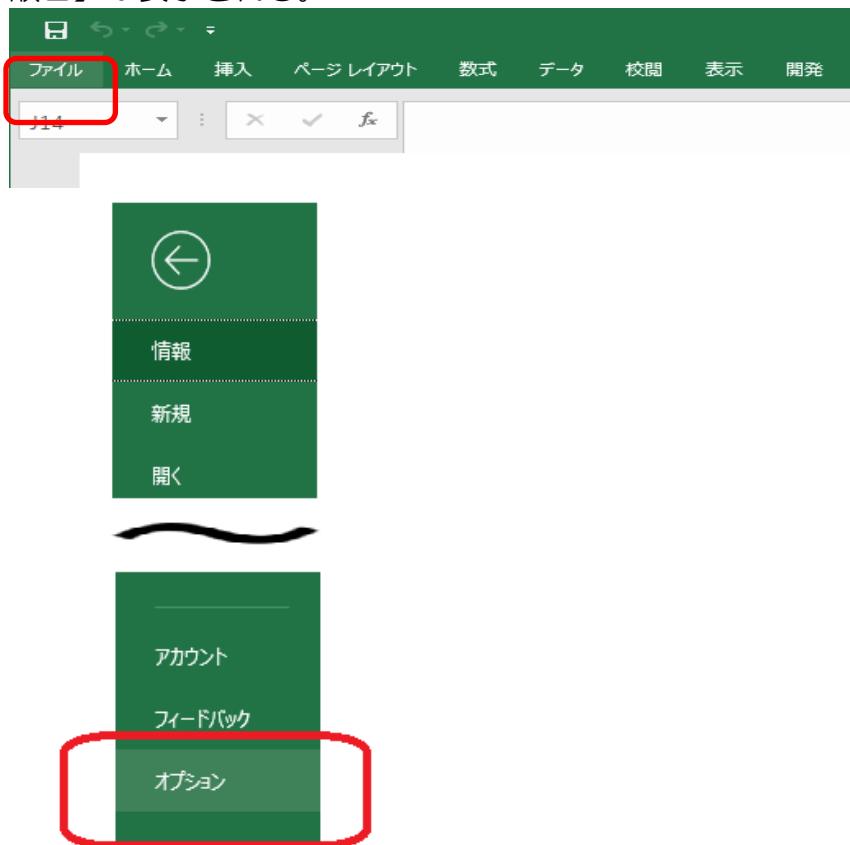 ファイル ホーム 挿入 ページ レイアウト 数式 データ 校閲 表示 開発
J14 fx
情報
新規
開く
アカウント
フィードバック
オプション